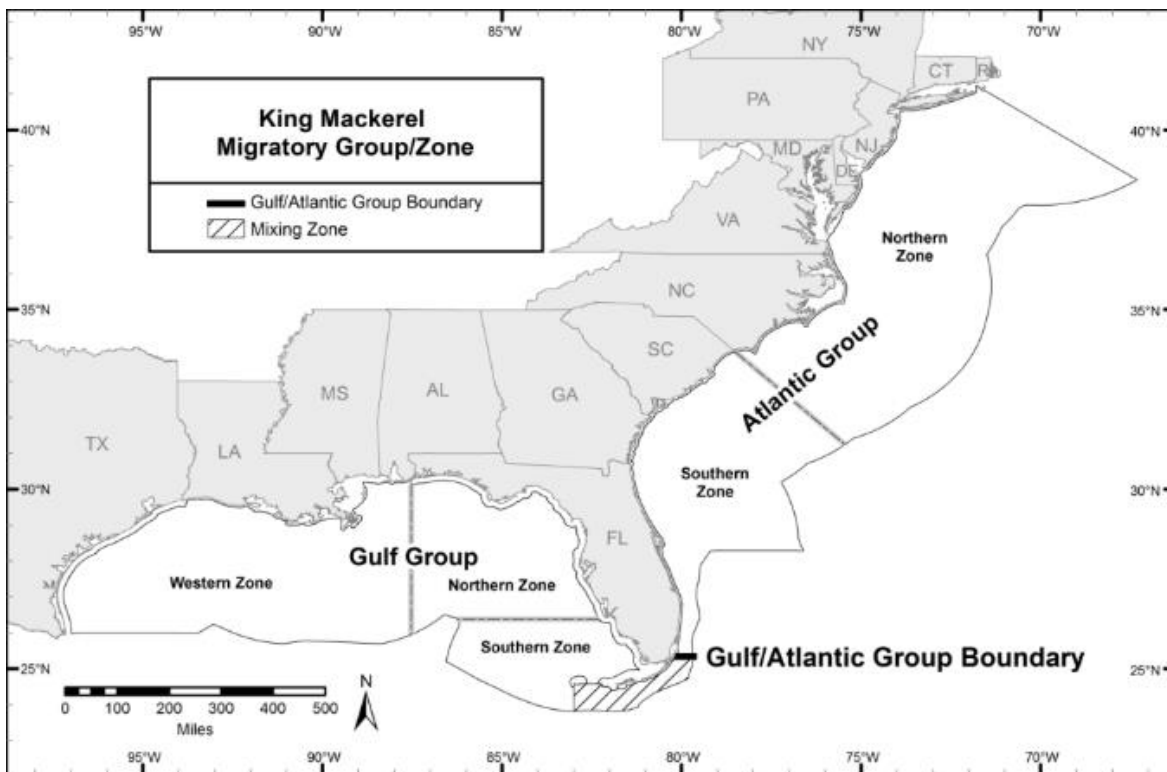 95°W 90°W 85°W 80°W 75°W 70°W
NY
CT
PA
King Mackerel
Migratory Group/Zone
40°N
40°N
MD
NJ
DE
Gulf/Atlantic Group Boundary
Mixing Zone
VA
Northern
Zone
NC
35°N
35°N
SC
Atlantic Group
MS
AL
GA
TX
LA
Southern
Zone
30°N
30°N
FL
Gulf Group
Western Zone
Northern Zone
Southern Zone
Gulf/Atlantic Group Boundary
25°N
25°N
N
0 100 200 300 400 500
Miles
95°W 90°W 85°W 80°W 75°W 70°W